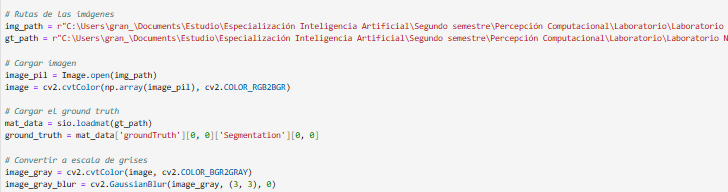 # Rutas de las imágenes
img_path = r"C:\Users\gran_\Documents\Estudio\Especialización Inteligencia Artificial\Segundo semestre\Percepción Computacional\Laboratorio\Laboratorio
gt_path = r"C:\Users\gran_\Documents\Estudio\Especialización Inteligencia Artificial\Segundo semestre\Percepción Computacional\Laboratorio\Laboratorio N
# Cargar imagen
image_pil = Image.open(img_path)
image = cv2.cvtColor(np.array(image_pil), cv2.COLOR_RGB2BGR)
# Cargar el ground truth
mat_data = sio.loadmat(gt_path)
ground_truth = mat_data['groundTruth'][0, 0]['Segmentation'][0, 0]
# Convertir a escala de grises
image_gray = cv2.cvtColor(image, cv2.COLOR_BGR2GRAY)
image_gray_blur = cv2.GaussianBlur(image_gray, (3, 3), 0)